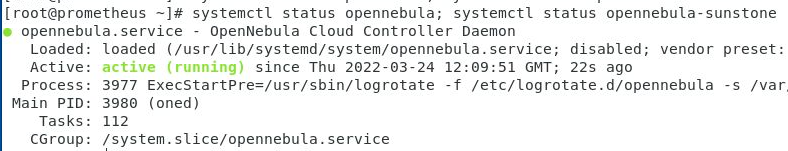 [root@prometheus ~]# systemctl status opennebula; systemctl status opennebula-sunstone
● opennebula.service - OpenNebula Cloud Controller Daemon
Loaded: loaded (/usr/lib/systemd/system/opennebula.service; disabled; vendor preset:
Active: active (running) since Thu 2022-03-24 12:09:51 GMT; 22s ago
Process: 3977 ExecStartPre=/usr/sbin/logrotate -f /etc/logrotate.d/opennebula -s /var/
Main PID: 3980 (oned)
Tasks: 112
CGroup: /system.slice/opennebula.service